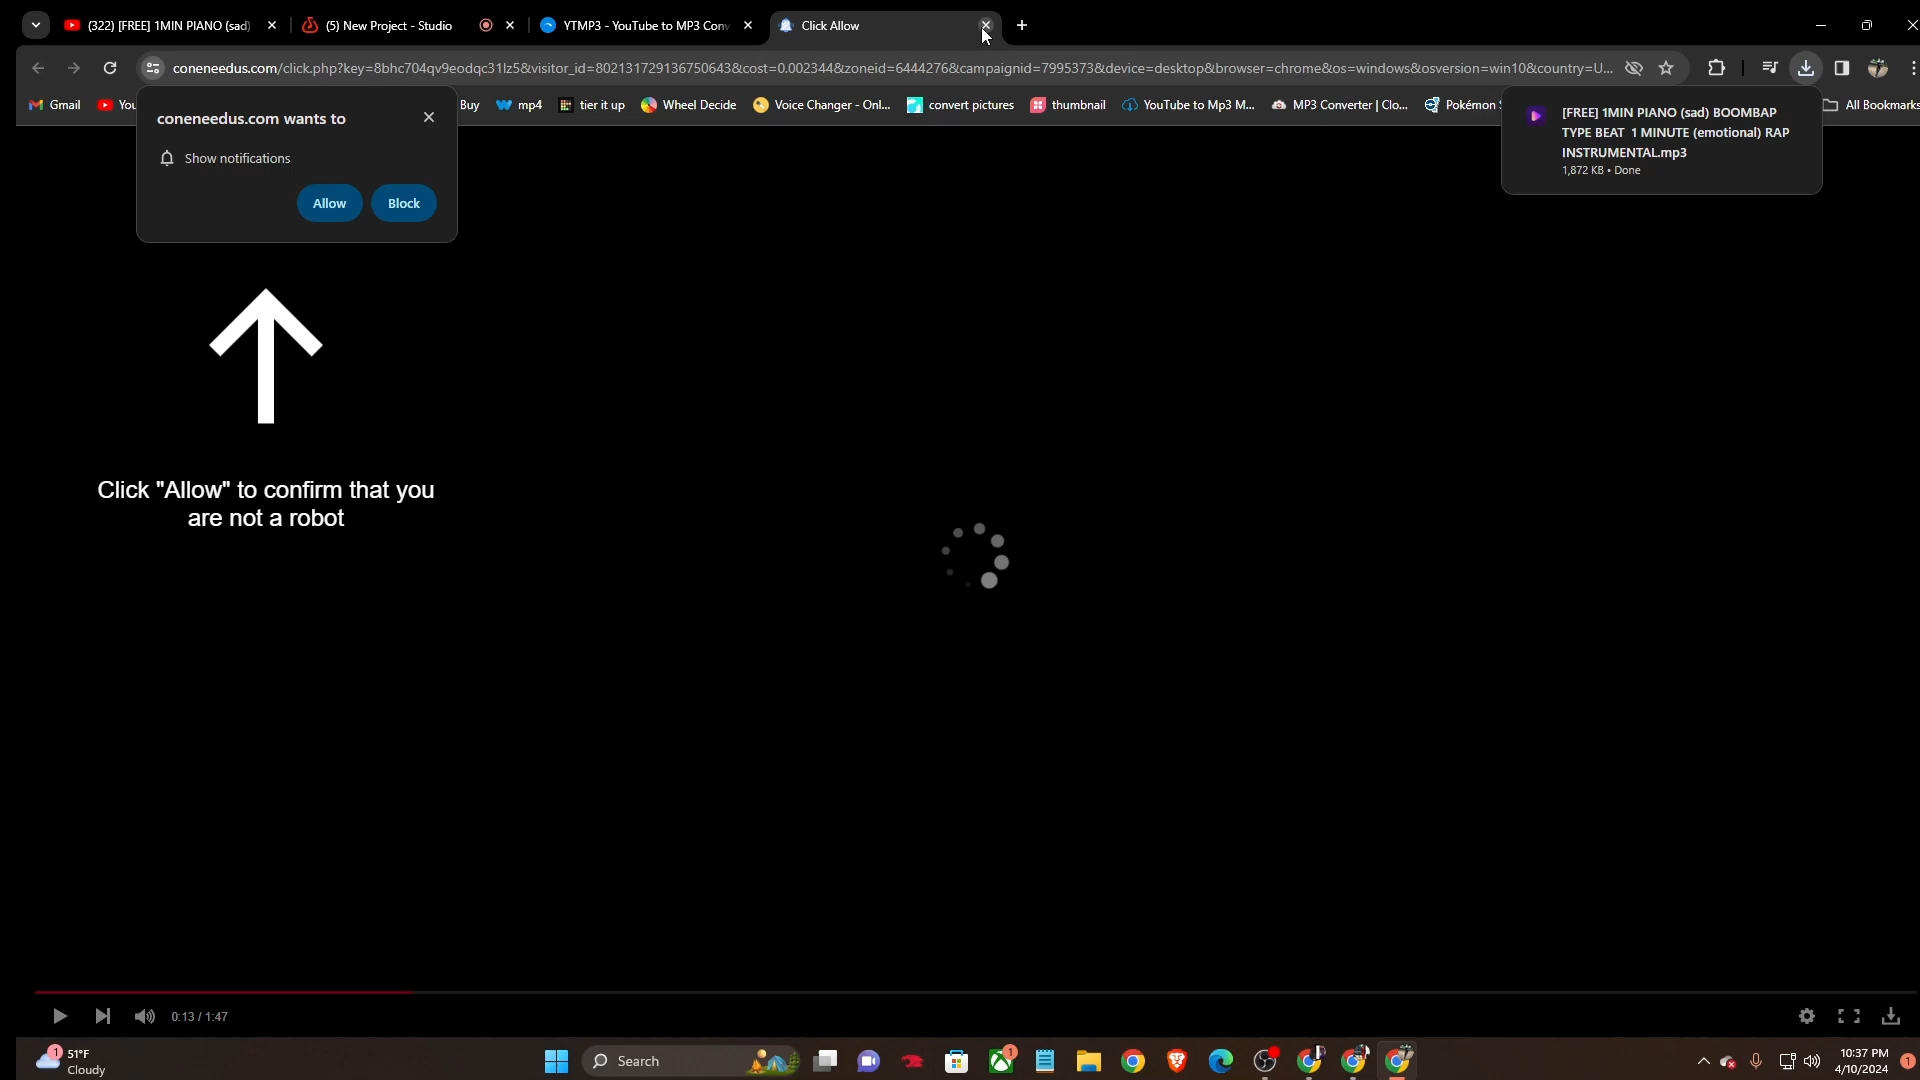 (322) [FREE] 1MIN PIANO (sad)
(5) New Project - Studio
YTMP3 - YouTube to MP3 Conv
Click Allow
coneneedus.com/click.php?key=8bhc704qv9eodqc31lz5&visitor_id=802131729136750643&cost=0.002344&zoneid=6444276&campaignid=7995373&device=desktop&browser=chrome&os=windows&osversion=win10&country=U...
Gmail
You
Buy
mp4
tier it up
Wheel Decide
Voice Changer - Onl...
convert pictures
thumbnail
YouTube to Mp3 M...
MP3 Converter | Clo...
Pokémon S
All Bookmarks
coneneedus.com wants to
Show notifications
Allow
Block
[FREE] 1MIN PIANO (sad) BOOMBAP
TYPE BEAT 1 MINUTE (emotional) RAP
INSTRUMENTAL.mp3
1,872 KB • Done
Click "Allow" to confirm that you
are not a robot
0:13 / 1:47
1
51°F
Cloudy
Search
1
10:37 PM
4/10/2024
1